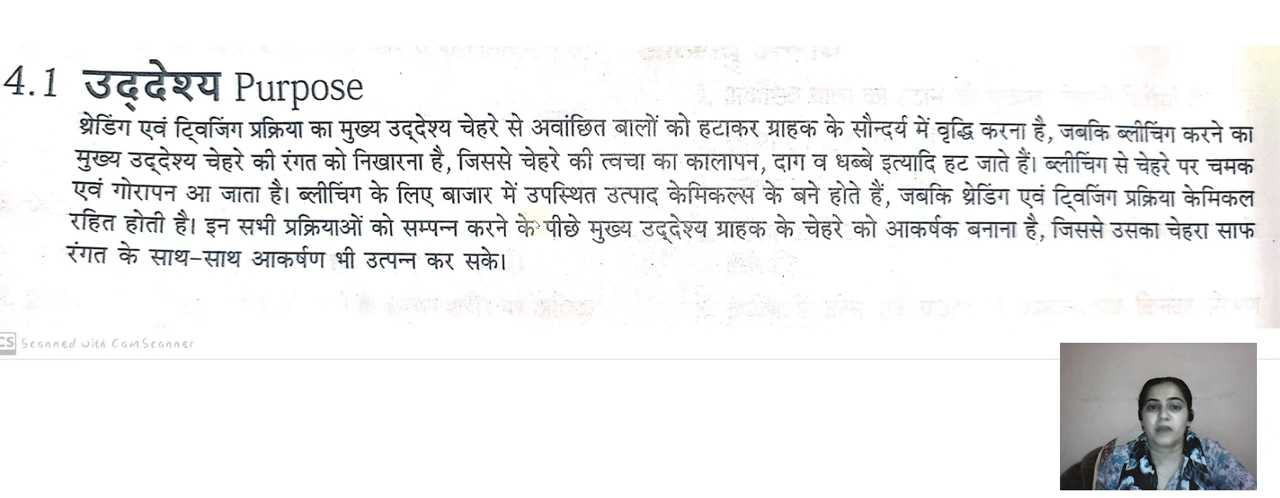 4.1 उद्देश्य Purpose
थ्रेडिंग एवं ट्विजिंग प्रक्रिया का मुख्य उद्देश्य चेहरे से अवांछित बालों को हटाकर ग्राहक के सौन्दर्य में वृद्धि करना है, जबकि ब्लीचिंग करने का
मुख्य उद्देश्य चेहरे की रंगत को निखारना है, जिससे चेहरे की त्वचा का कालापन, दाग व धब्बे इत्यादि हट जाते हैं। ब्लीचिंग से चेहरे पर चमक
एवं गोरापन आ जाता है। ब्लीचिंग के लिए बाजार में उपस्थित उत्पाद केमिकल्स के बने होते हैं, जबकि थ्रेडिंग एवं ट्विजिंग प्रक्रिया केमिकल
रहित होती है। इन सभी प्रक्रियाओं को सम्पन्न करने के पीछे मुख्य उद्देश्य ग्राहक के चेहरे को आकर्षक बनाना है, जिससे उसका चेहरा साफ
रंगत के साथ-साथ आकर्षण भी उत्पन्न कर सके।
CS Scanned with CamScanner